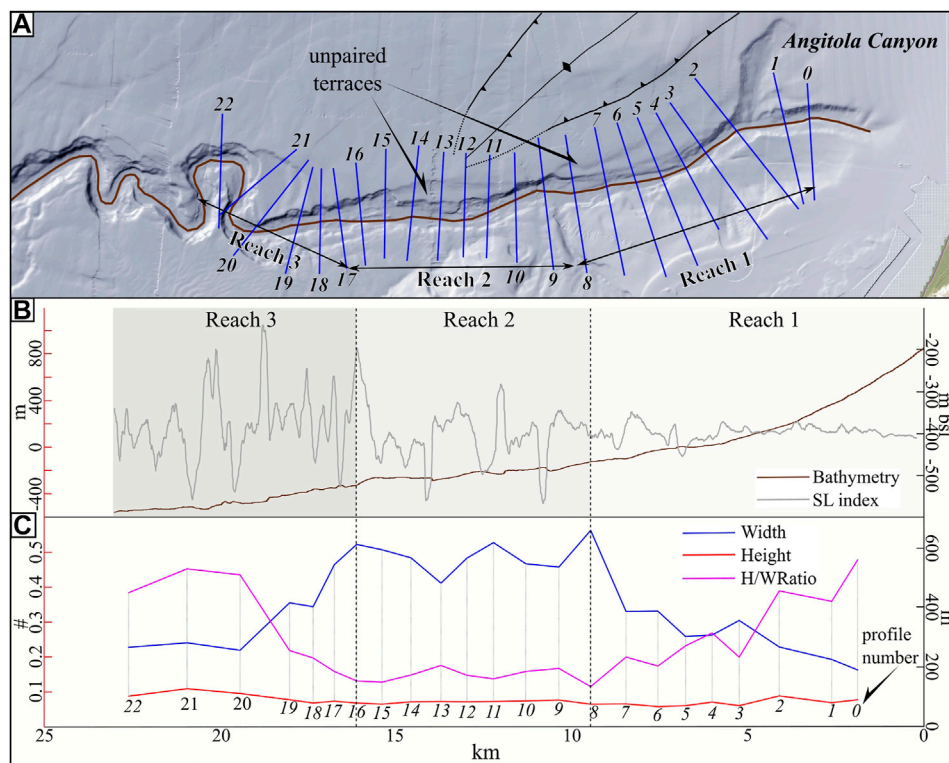 A
Angitola Canyon
unpaired
terraces
22
21
20
19
18
17
16
15
14
13
12
11
10
9
8
7
6
5
4
3
2
1
0
Reach 3
Reach 2
Reach 1
B
Reach 3
Reach 2
Reach 1
m
800
400
0
-400
-200
-300
-400
-500
m bsl
Bathymetry
SL index
C
#
0.5
0.4
0.3
0.2
0.1
600
400
200
0
m
Width
Height
H/WRatio
profile
number
22 21 20 19 18 17 16 15 14 13 12 11 10 9 8 7 6 5 4 3 2 1 0
25 20 15 10 5 0
km